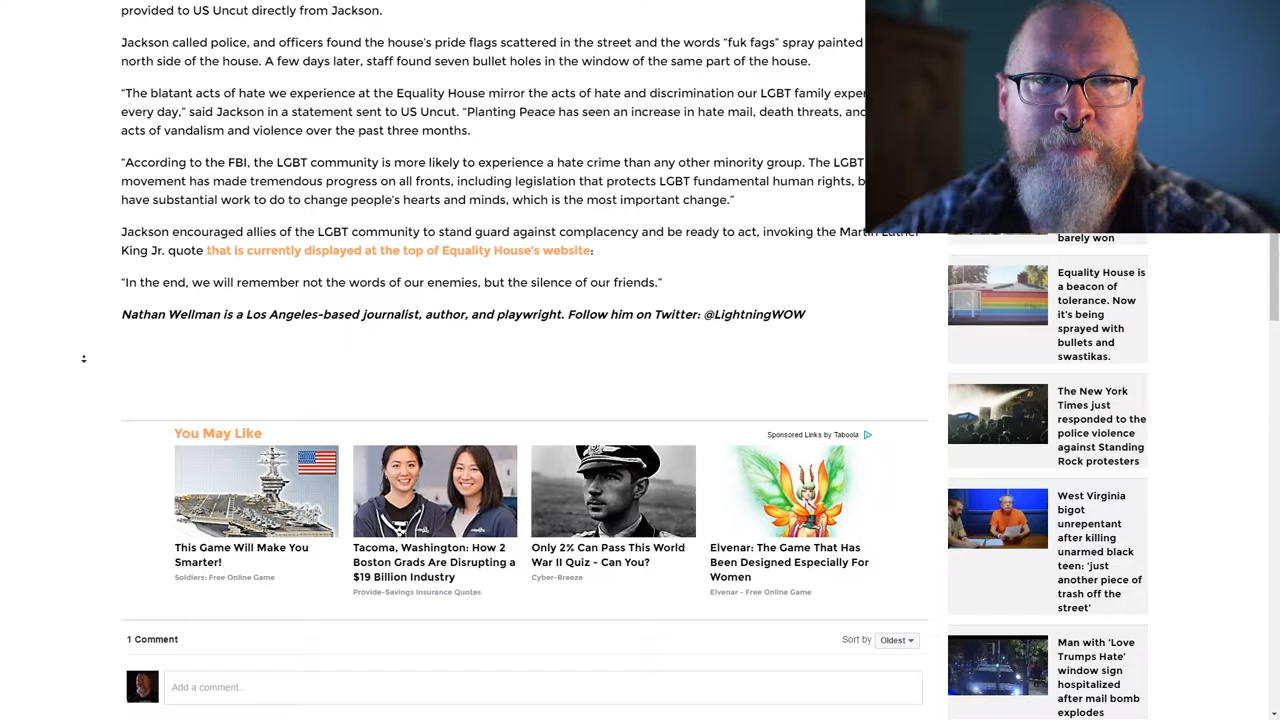 provided to US Uncut directly from Jackson.
Jackson called police, and officers found the house's pride flags scattered in the street and the words “fuk fags” spray painted
north side of the house. A few days later, staff found seven bullet holes in the window of the same part of the house.
“The blatant acts of hate we experience at the Equality House mirror the acts of hate and discrimination our LGBT family exper
every day,” said Jackson in a statement sent to US Uncut. “Planting Peace has seen an increase in hate mail, death threats, and
acts of vandalism and violence over the past three months.
“According to the FBI, the LGBT community is more likely to experience a hate crime than any other minority group. The LGBT
movement has made tremendous progress on all fronts, including legislation that protects LGBT fundamental human rights, b
have substantial work to do to change people's hearts and minds, which is the most important change.”
Jackson encouraged allies of the LGBT community to stand guard against complacency and be ready to act, invoking the Martin Luther
King Jr. quote that is currently displayed at the top of Equality House's website:
“In the end, we will remember not the words of our enemies, but the silence of our friends.”
Nathan Wellman is a Los Angeles-based journalist, author, and playwright. Follow him on Twitter: @LightningWOW
You May Like
Sponsored Links by Taboola
This Game Will Make You
Smarter!
Soldiers: Free Online Game
Tacoma, Washington: How 2
Boston Grads Are Disrupting a
$19 Billion Industry
Provide-Savings Insurance Quotes
Only 2% Can Pass This World
War II Quiz - Can You?
Cyber-Breeze
Elvenar: The Game That Has
Been Designed Especially For
Women
Elvenar - Free Online Game
1 Comment
Sort by
Oldest
Add a comment...
barely won
Equality House is
a beacon of
tolerance. Now
it's being
sprayed with
bullets and
swastikas.
The New York
Times just
responded to the
police violence
against Standing
Rock protesters
West Virginia
bigot
unrepentant
after killing
unarmed black
teen: ‘just
another piece of
trash off the
street’
Man with ‘Love
Trumps Hate’
window sign
hospitalized
after mail bomb
explodes